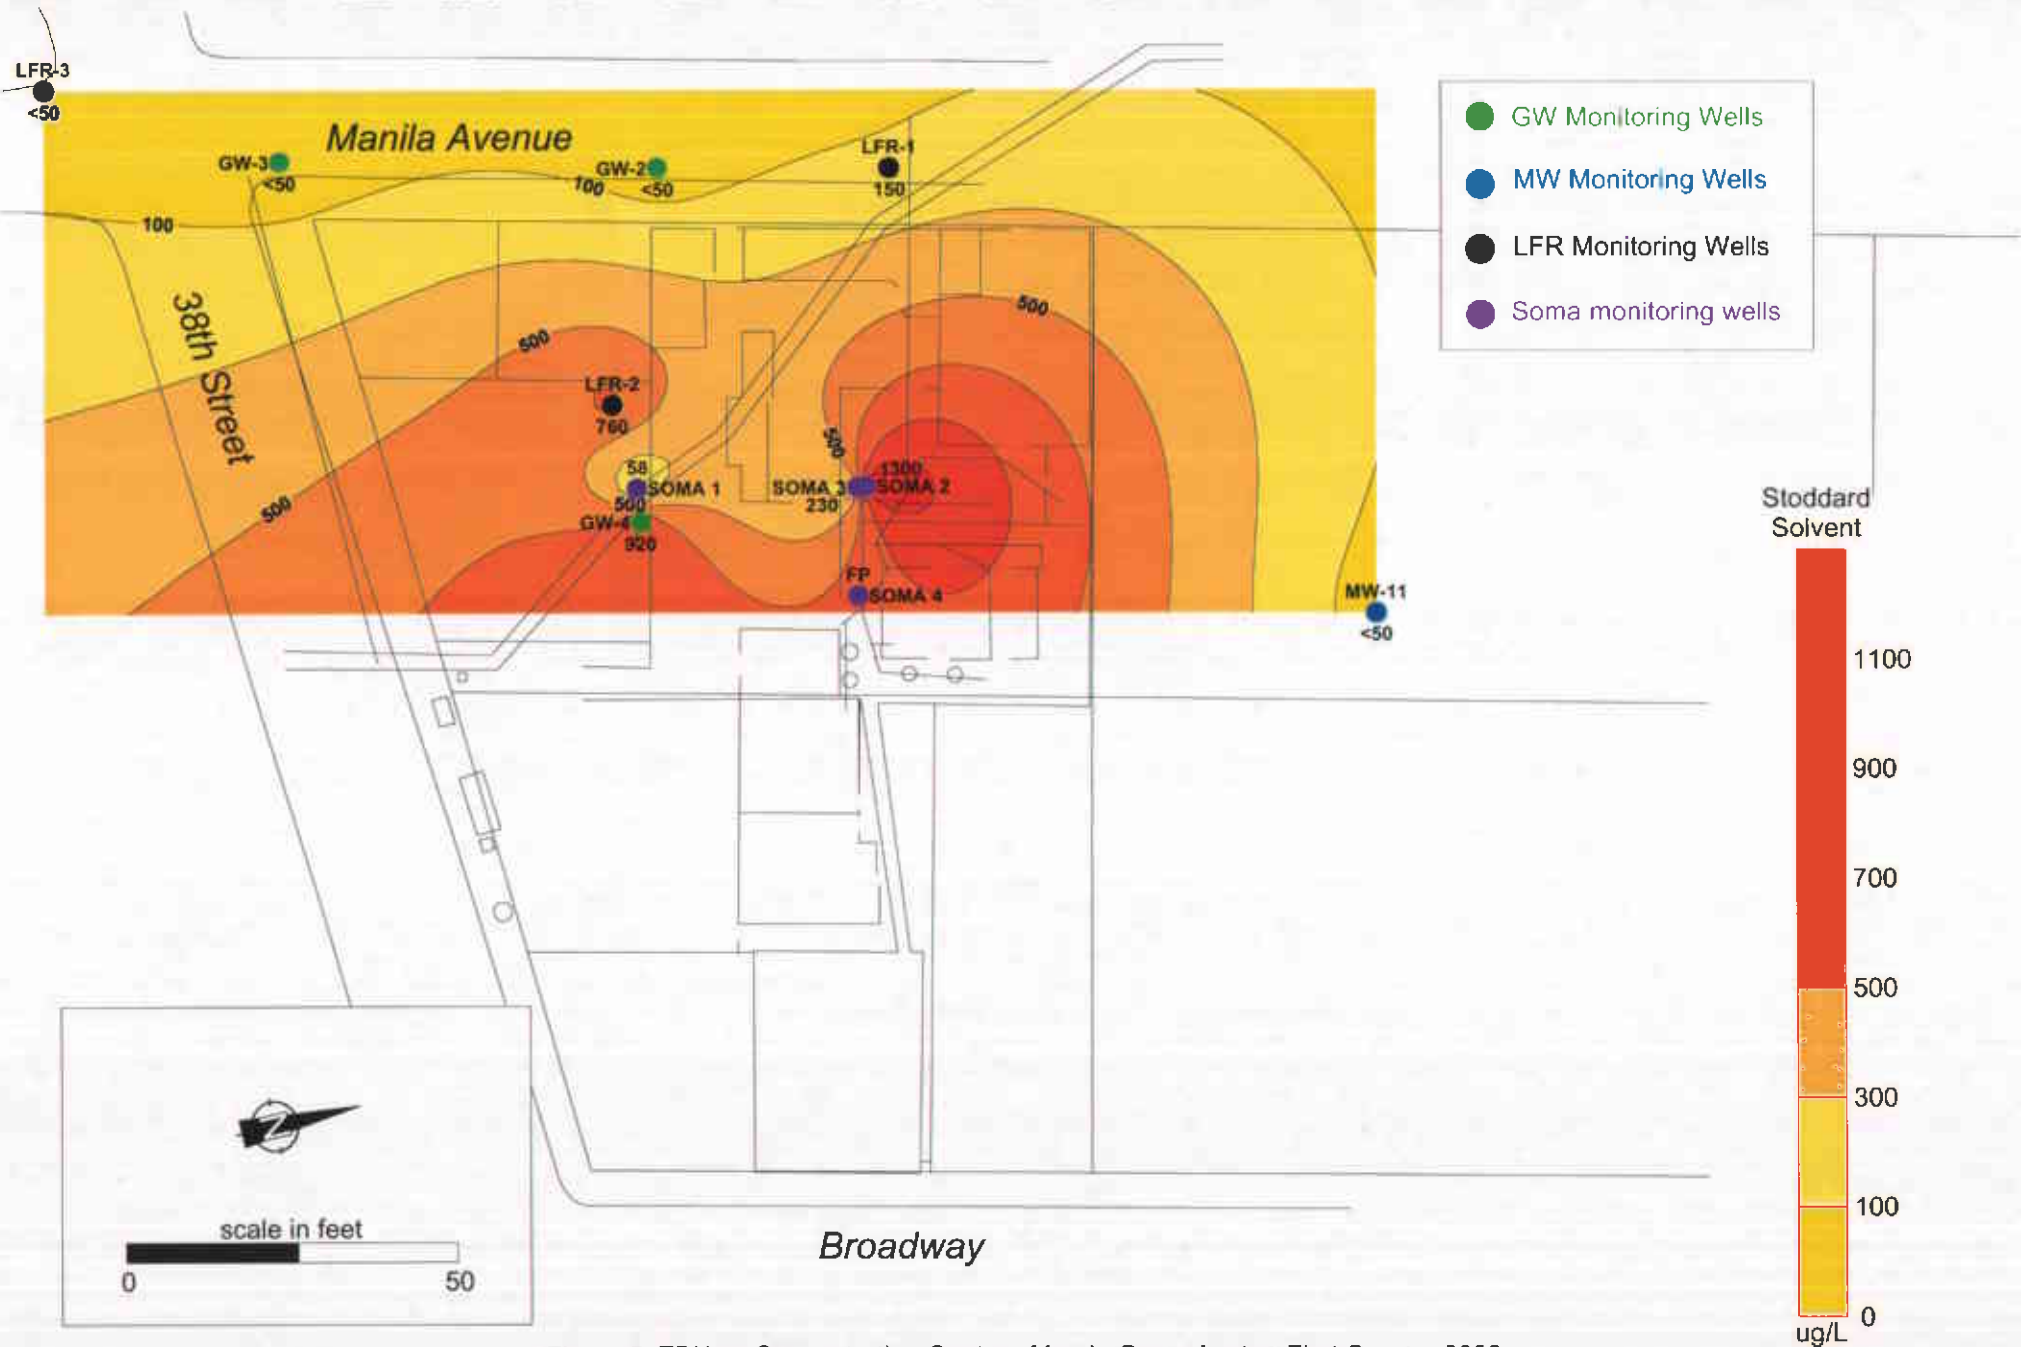 LFR-3
<50
Manila Avenue
GW-3
<50
GW-2
<50
100
LFR-1
150
100
38th Street
500
500
LFR-2
760
500
500
58
SOMA 1
500
GW-4
920
1300
SOMA 3
SOMA 2
230
FP
SOMA 4
MW-11
<50
GW Monitoring Wells
MW Monitoring Wells
LFR Monitoring Wells
Soma monitoring wells
Stoddard
Solvent
1100
900
700
500
300
100
0
ug/L
N
scale in feet
0
50
Broadway